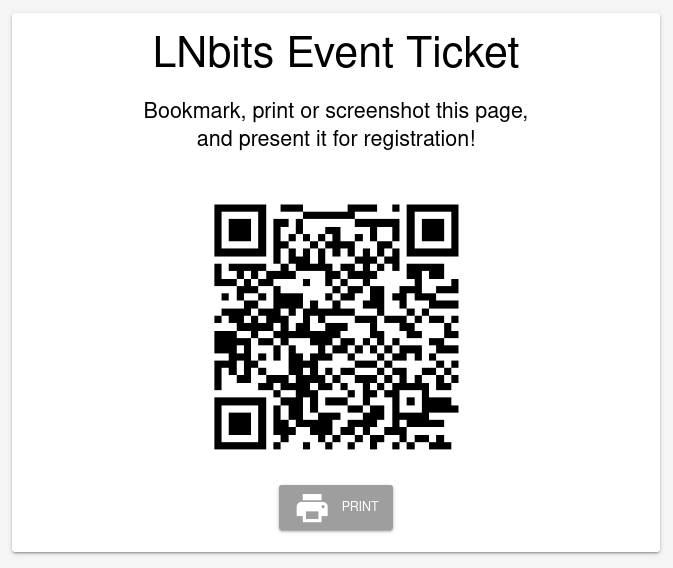 LNbits Event Ticket
Bookmark, print or screenshot this page,
and present it for registration!
PRINT